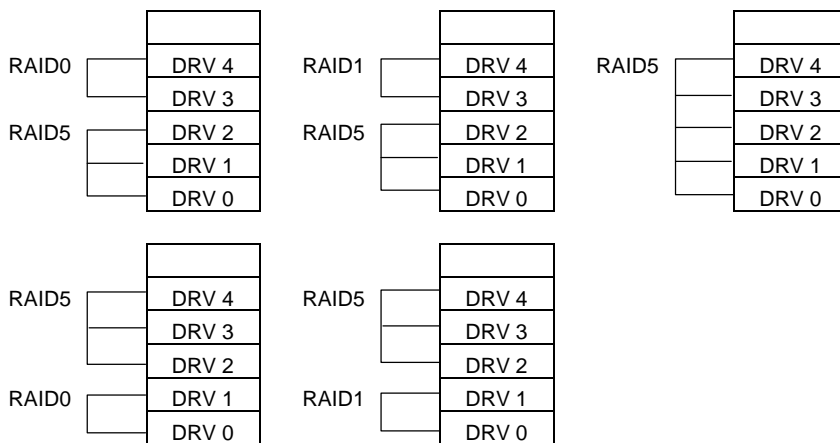 RAID0 DRV 4 RAID1 DRV 4 RAID5 DRV 4
DRV 3 DRV 3 DRV 3
RAID5 DRV 2 RAID5 DRV 2 DRV 2
DRV 1 DRV 1 DRV 1
DRV 0 DRV 0 DRV 0
RAID5 DRV 4 RAID5 DRV 4
DRV 3 DRV 3
DRV 2 DRV 2
RAID0 DRV 1 RAID1 DRV 1
DRV 0 DRV 0